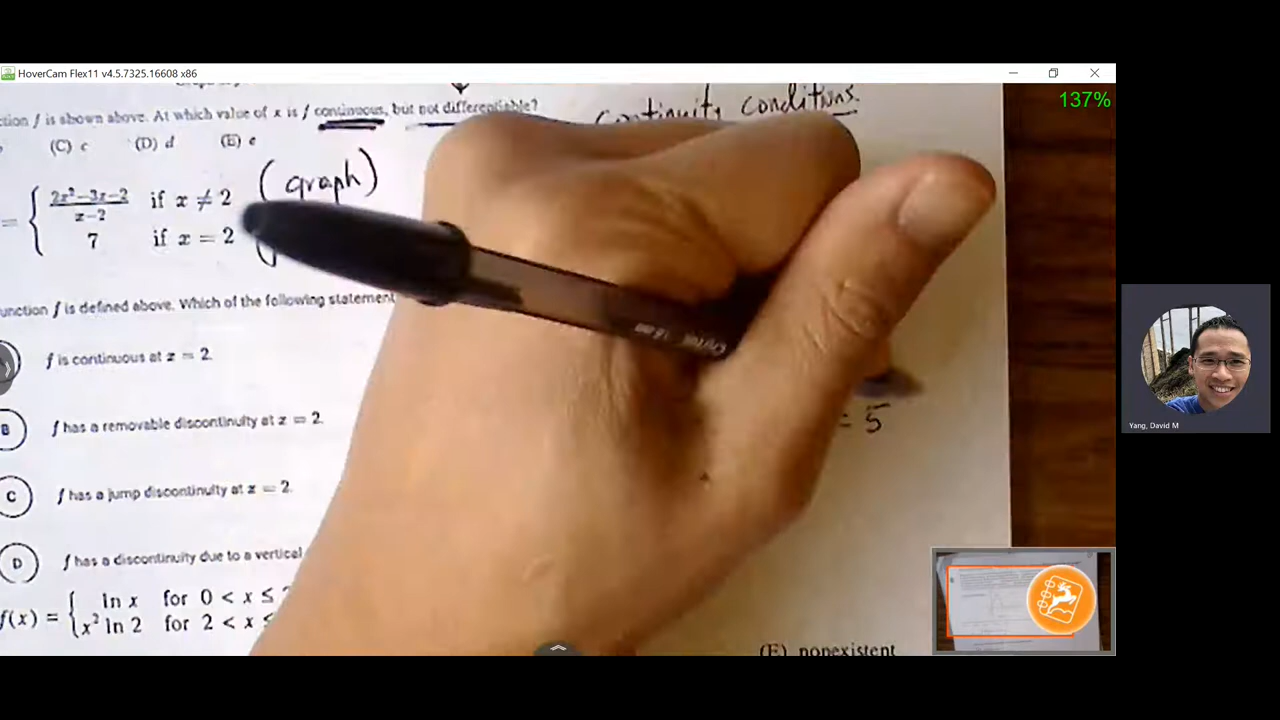 HoverCam Flex11 v4.5.7325.16608 x86
137%
ction f is shown above. At which value of x is f continuous, but not differentiable?
continuity conditions.
(C) c (D) d (E) e
(graph)
= { 2x² −3x−2 / x−2 if x ≠ 2
7 if x = 2
unction f is defined above. Which of the following statement
f is continuous at x = 2.
= 5
B f has a removable discontinuity at x = 2.
C f has a jump discontinuity at x = 2.
D f has a discontinuity due to a vertical
f(x) = { ln x for 0 < x ≤
x² ln 2 for 2 < x ≤
(E) nonexistent
Yang, David M